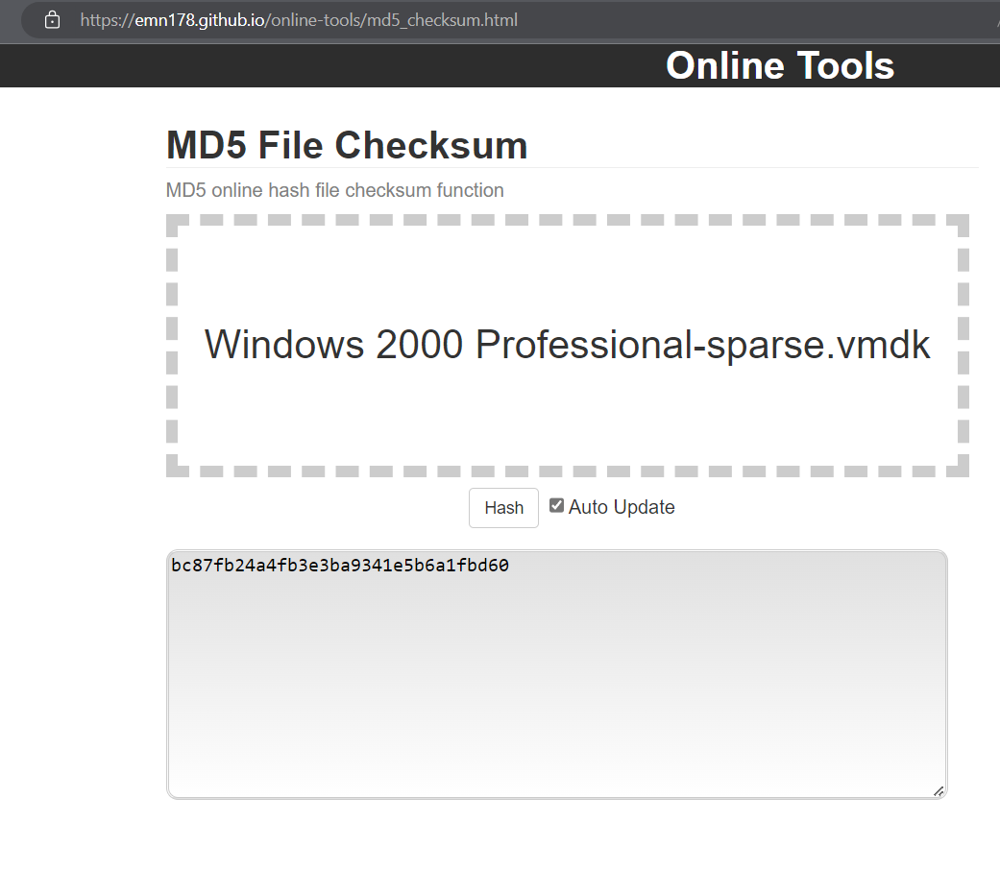 https://emn178.github.io/online-tools/md5_checksum.html
Online Tools
MD5 File Checksum
MD5 online hash file checksum function
Windows 2000 Professional-sparse.vmdk
Hash Auto Update
bc87fb24a4fb3e3ba9341e5b6a1fbd60